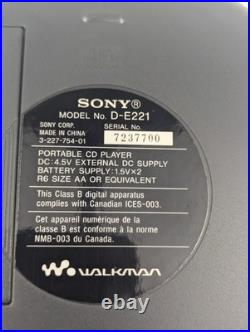 SONY®
MODEL No. D-E221
SONY CORP.
MADE IN CHINA
3-227-754-01
SERIAL No.
7237700
PORTABLE CD PLAYER
DC: 4.5V EXTERNAL DC SUPPLY
BATTERY SUPPLY: 1.5V×2
R6 SIZE AA OR EQUIVALENT
This Class B digital apparatus
complies with Canadian ICES-003.
Cet appareil numérique de la
classe B est conforme à la norme
NMB-003 du Canada.
WALKMAN